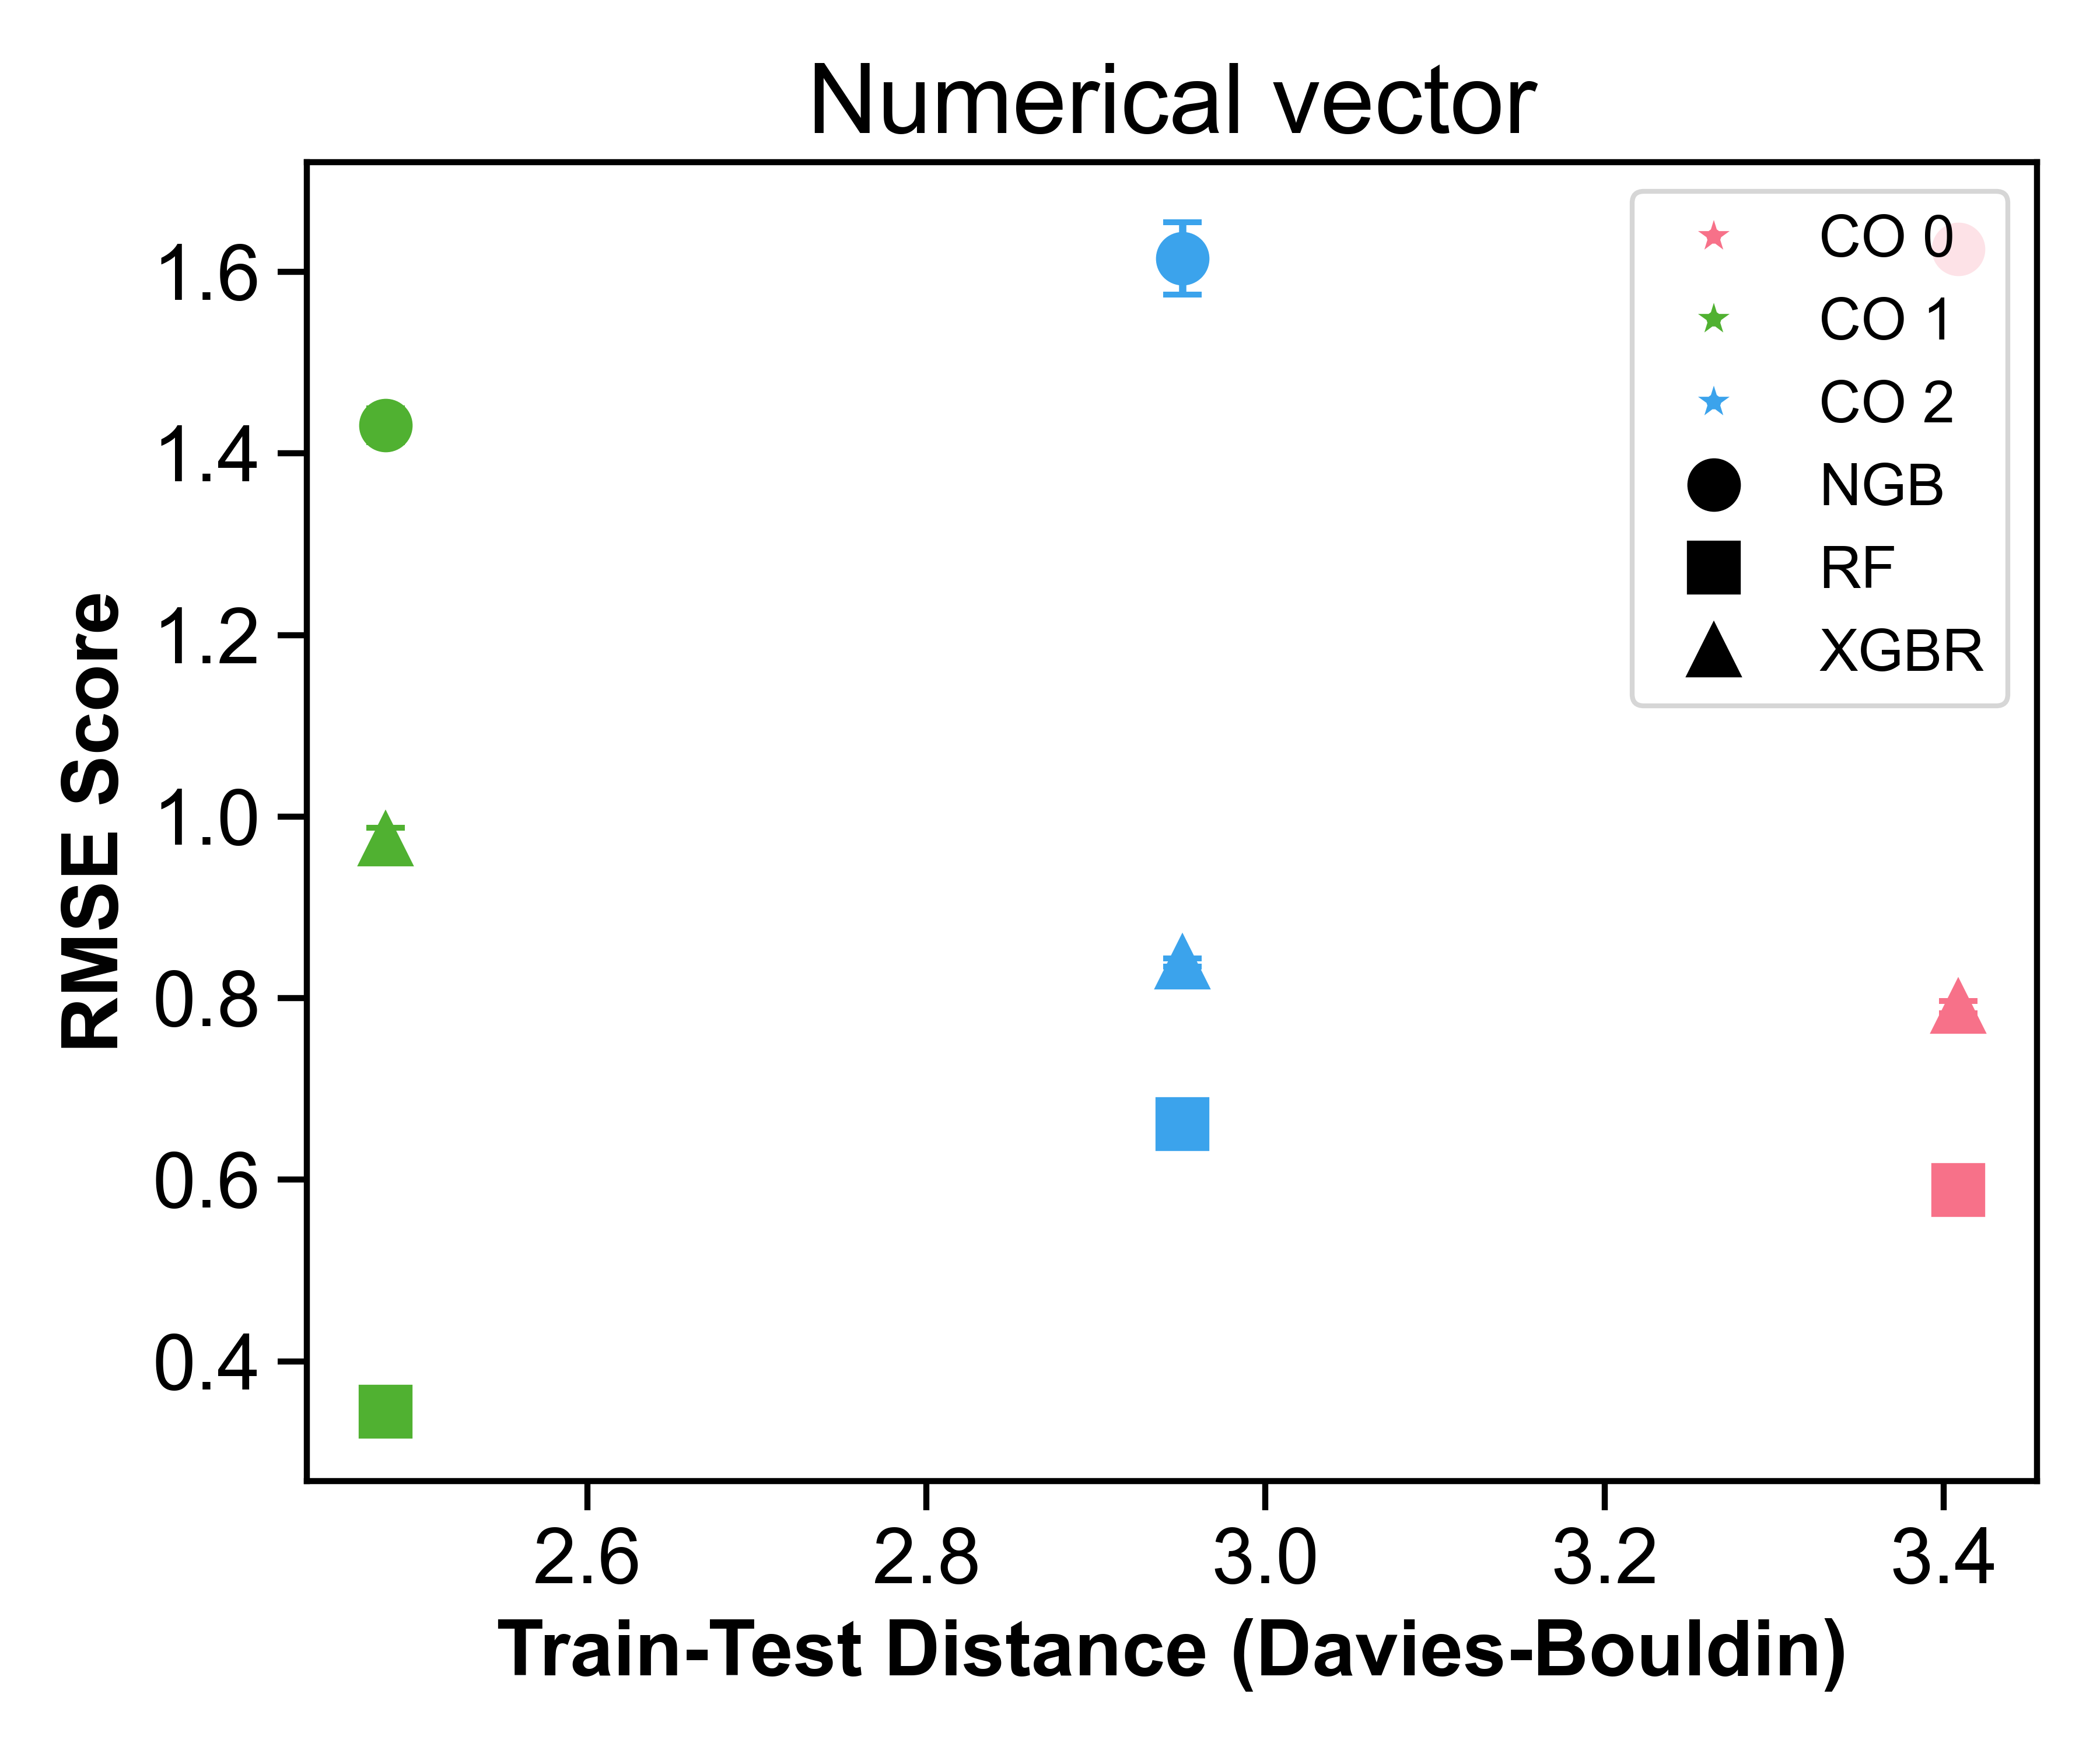 Numerical vector
RMSE Score
1.6
1.4
1.2
1.0
0.8
0.6
0.4
CO 0
CO 1
CO 2
NGB
RF
XGBR
2.6
2.8
3.0
3.2
3.4
Train-Test Distance (Davies-Bouldin)